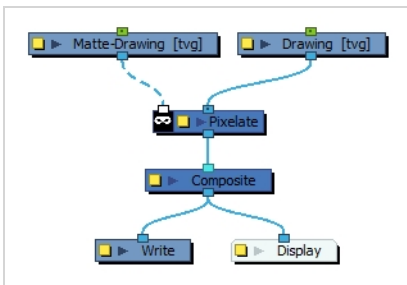 Matte-Drawing [tvg]
Drawing [tvg]
Pixelate
Composite
Write
Display